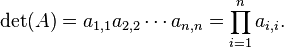 det(A) = a_{1,1}a_{2,2} ⋯ a_{n,n} = ∏_{i=1}^{n} a_{i,i}.